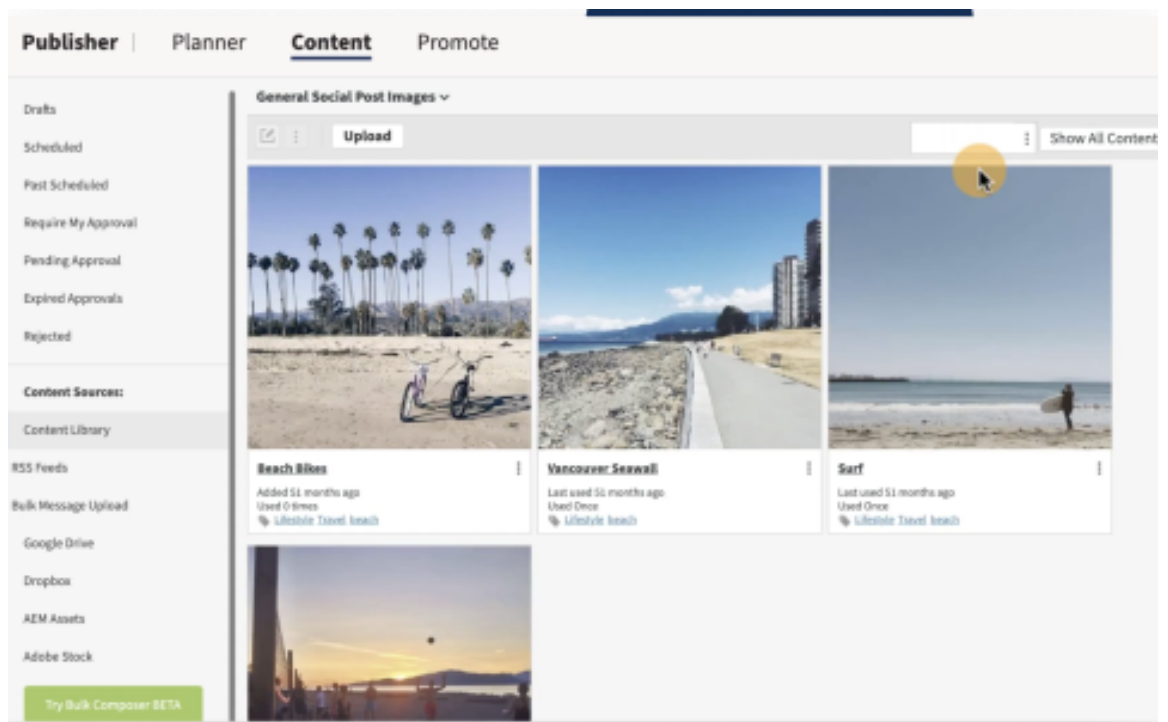 Publisher | Planner Content Promote
Drafts
Scheduled
Past Scheduled
Require My Approval
Pending Approval
Expired Approvals
Rejected
Content Sources:
Content Library
RSS Feeds
Bulk Message Upload
Google Drive
Dropbox
AEM Assets
Adobe Stock
Try Bulk Composer BETA
General Social Post Images
Upload
Show All Content
Beach Bikes
Added 51 months ago
Used 0 times
Lifestyle Travel beach
Vancouver Seawall
Last used 51 months ago
Used Once
Lifestyle beach
Surf
Last used 51 months ago
Used Once
Lifestyle Travel beach